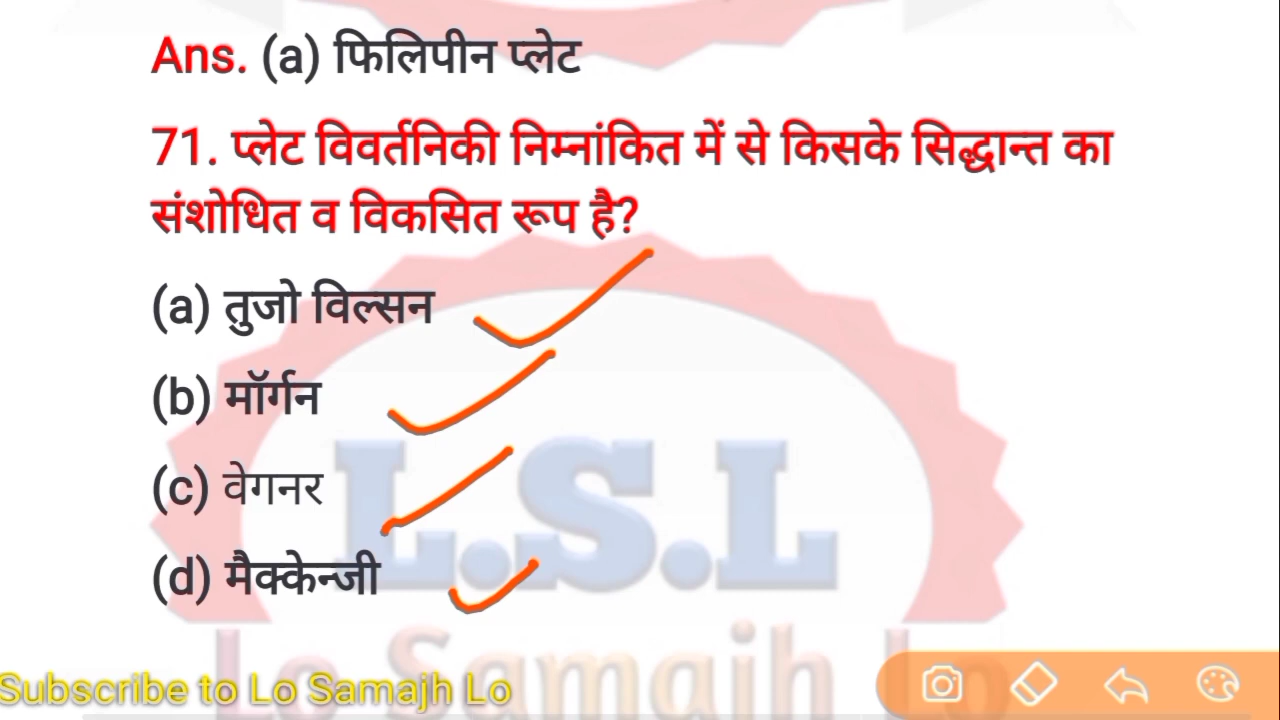 Ans. (a) फिलिपीन प्लेट
71. प्लेट विवर्तनिकी निम्नांकित में से किसके सिद्धान्त का
संशोधित व विकसित रूप है?
(a) तुजो विल्सन
(b) मॉर्गन
(c) वेगनर
(d) मैक्केन्जी
L.S.L
Lo Samajh Lo
Subscribe to Lo Samajh Lo